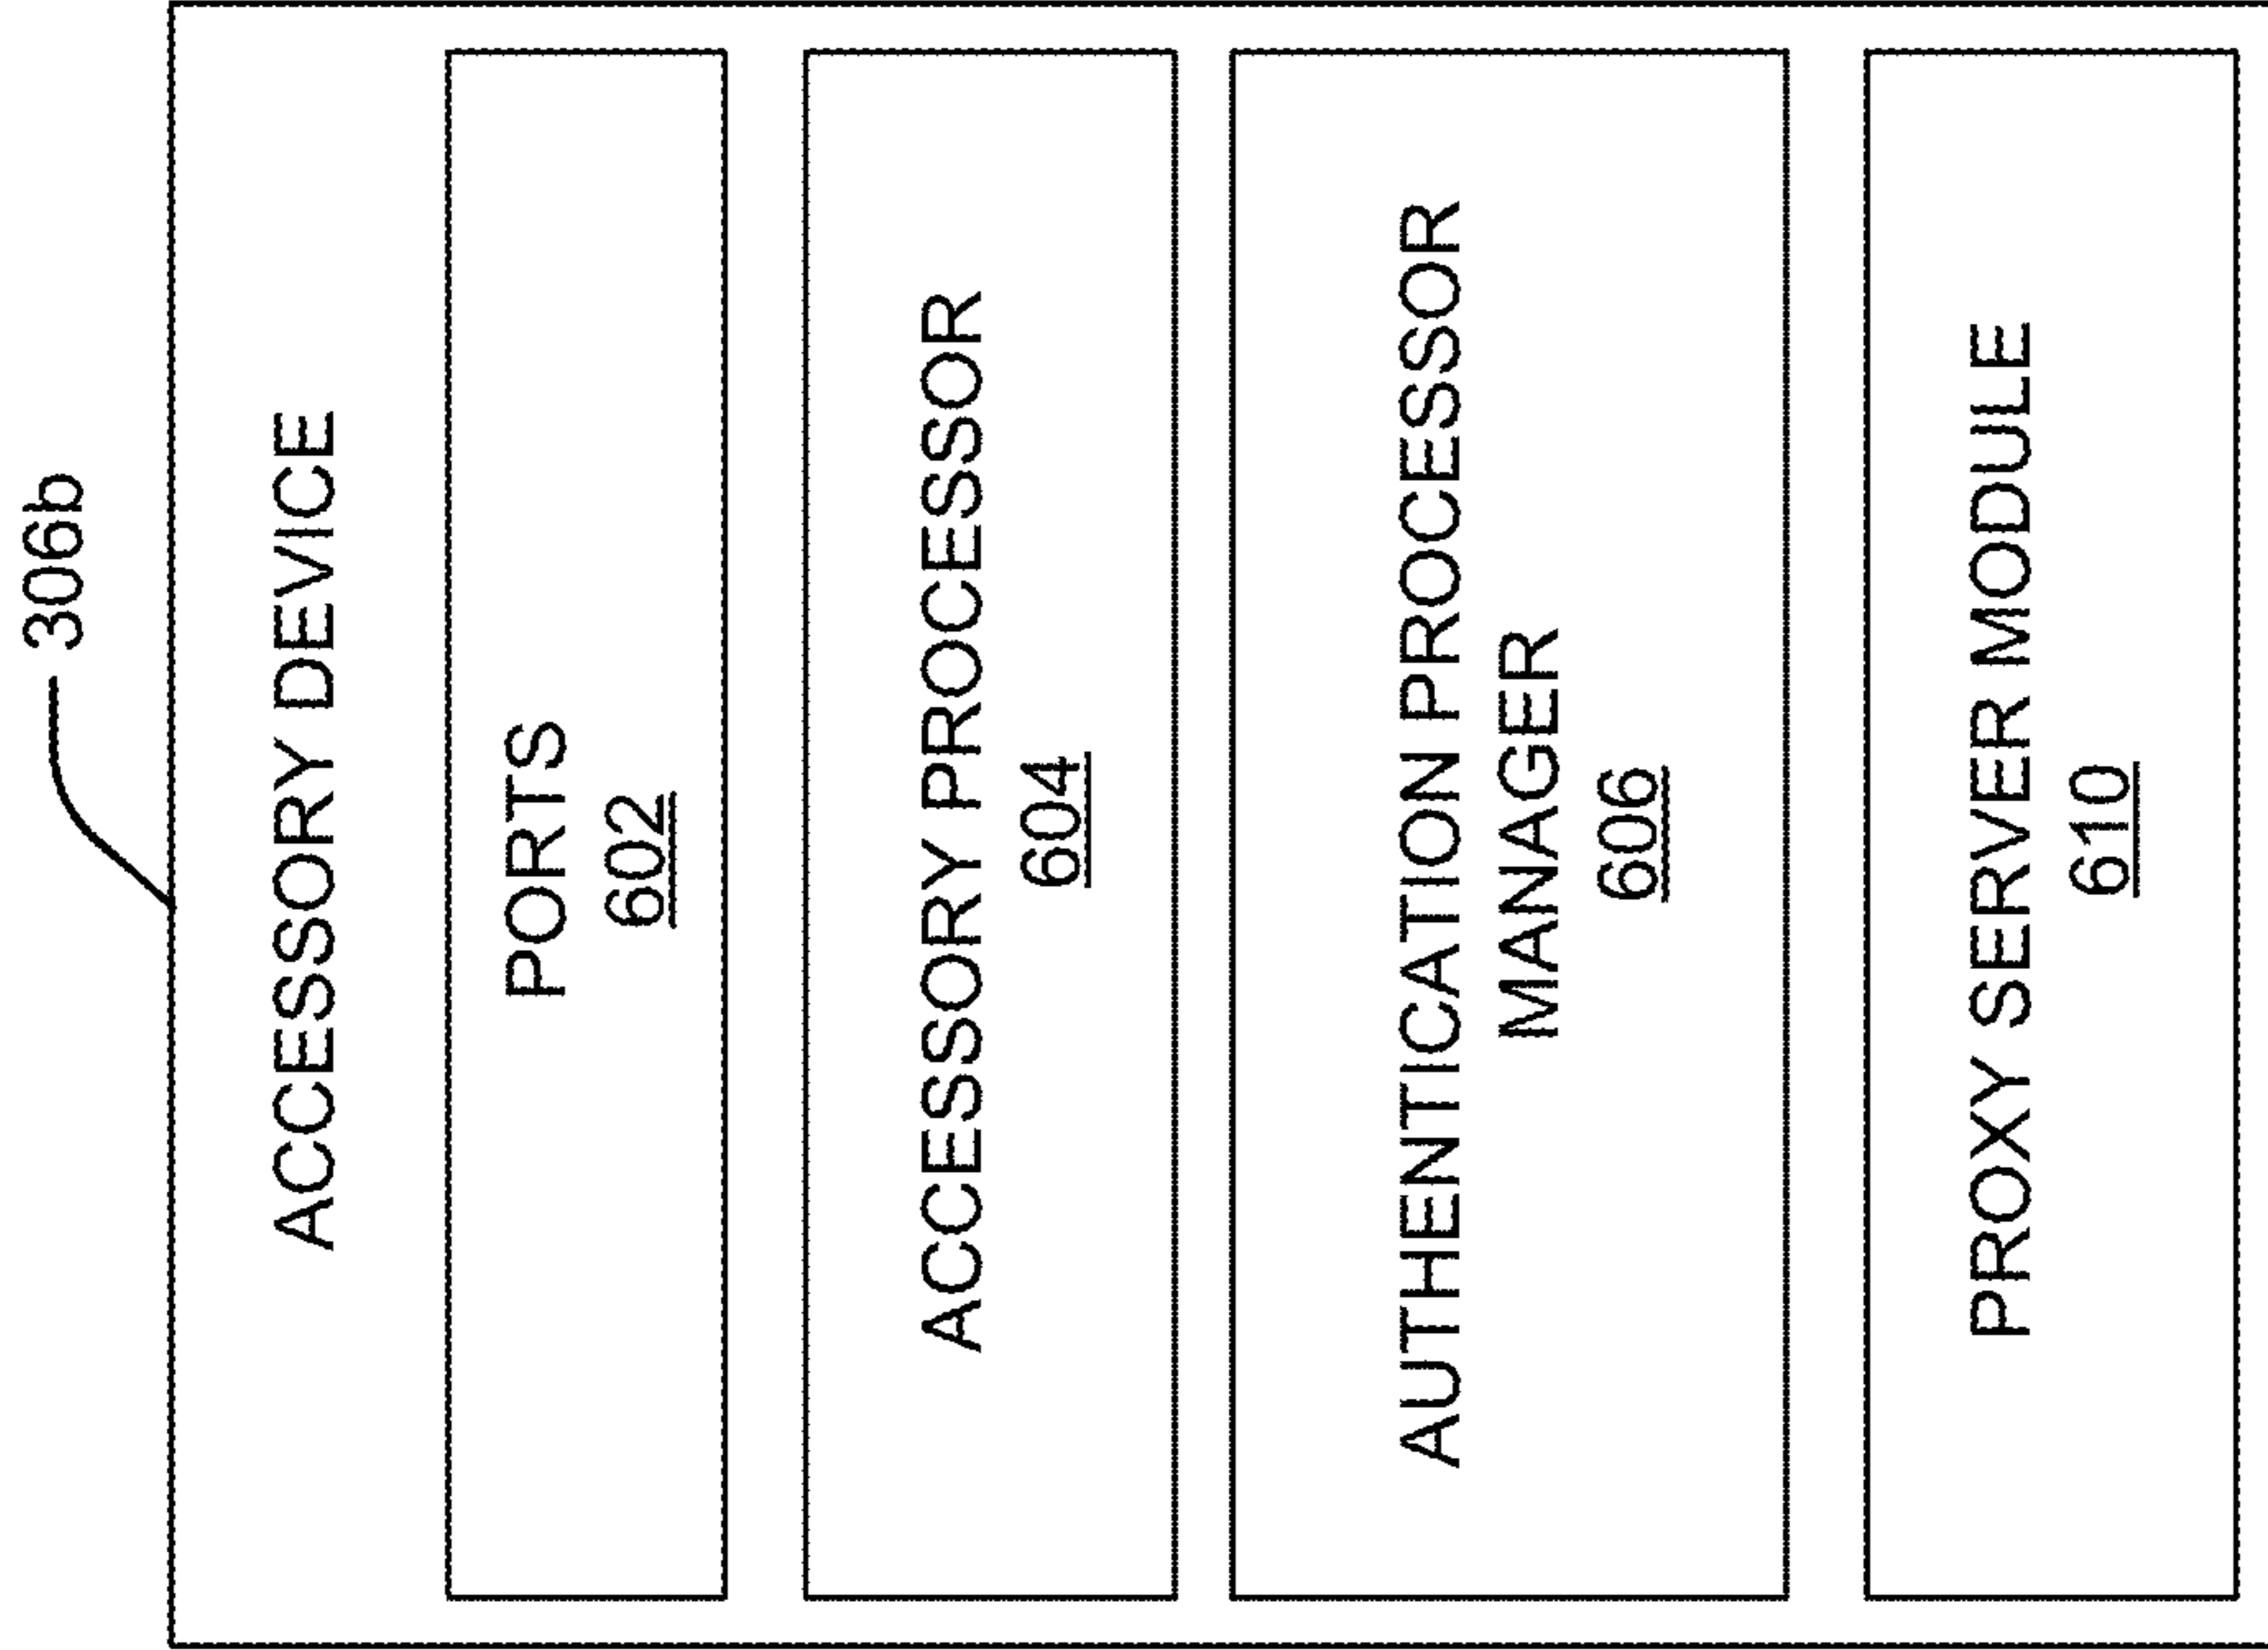 306b
ACCESSORY DEVICE
PORTS
602
ACCESSORY PROCESSOR
604
AUTHENTICATION PROCESSOR
MANAGER
606
PROXY SERVER MODULE
610